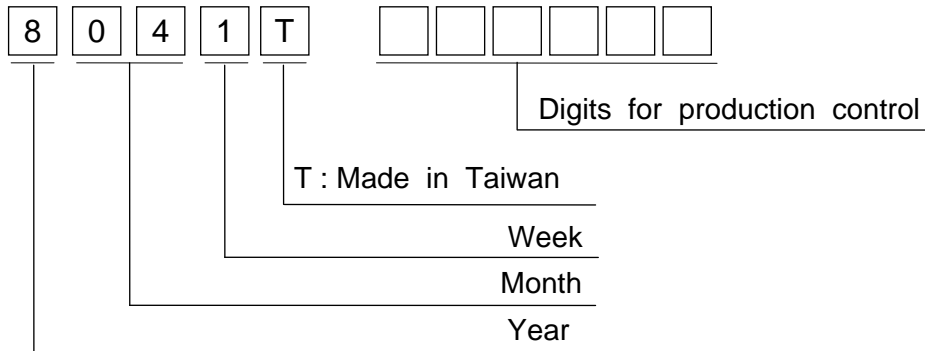 8 0 4 1 T
Digits for production control
T : Made in Taiwan
Week
Month
Year